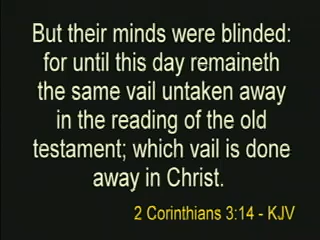 But their minds were blinded:
for until this day remaineth
the same vail untaken away
in the reading of the old
testament; which vail is done
away in Christ.
2 Corinthians 3:14 - KJV